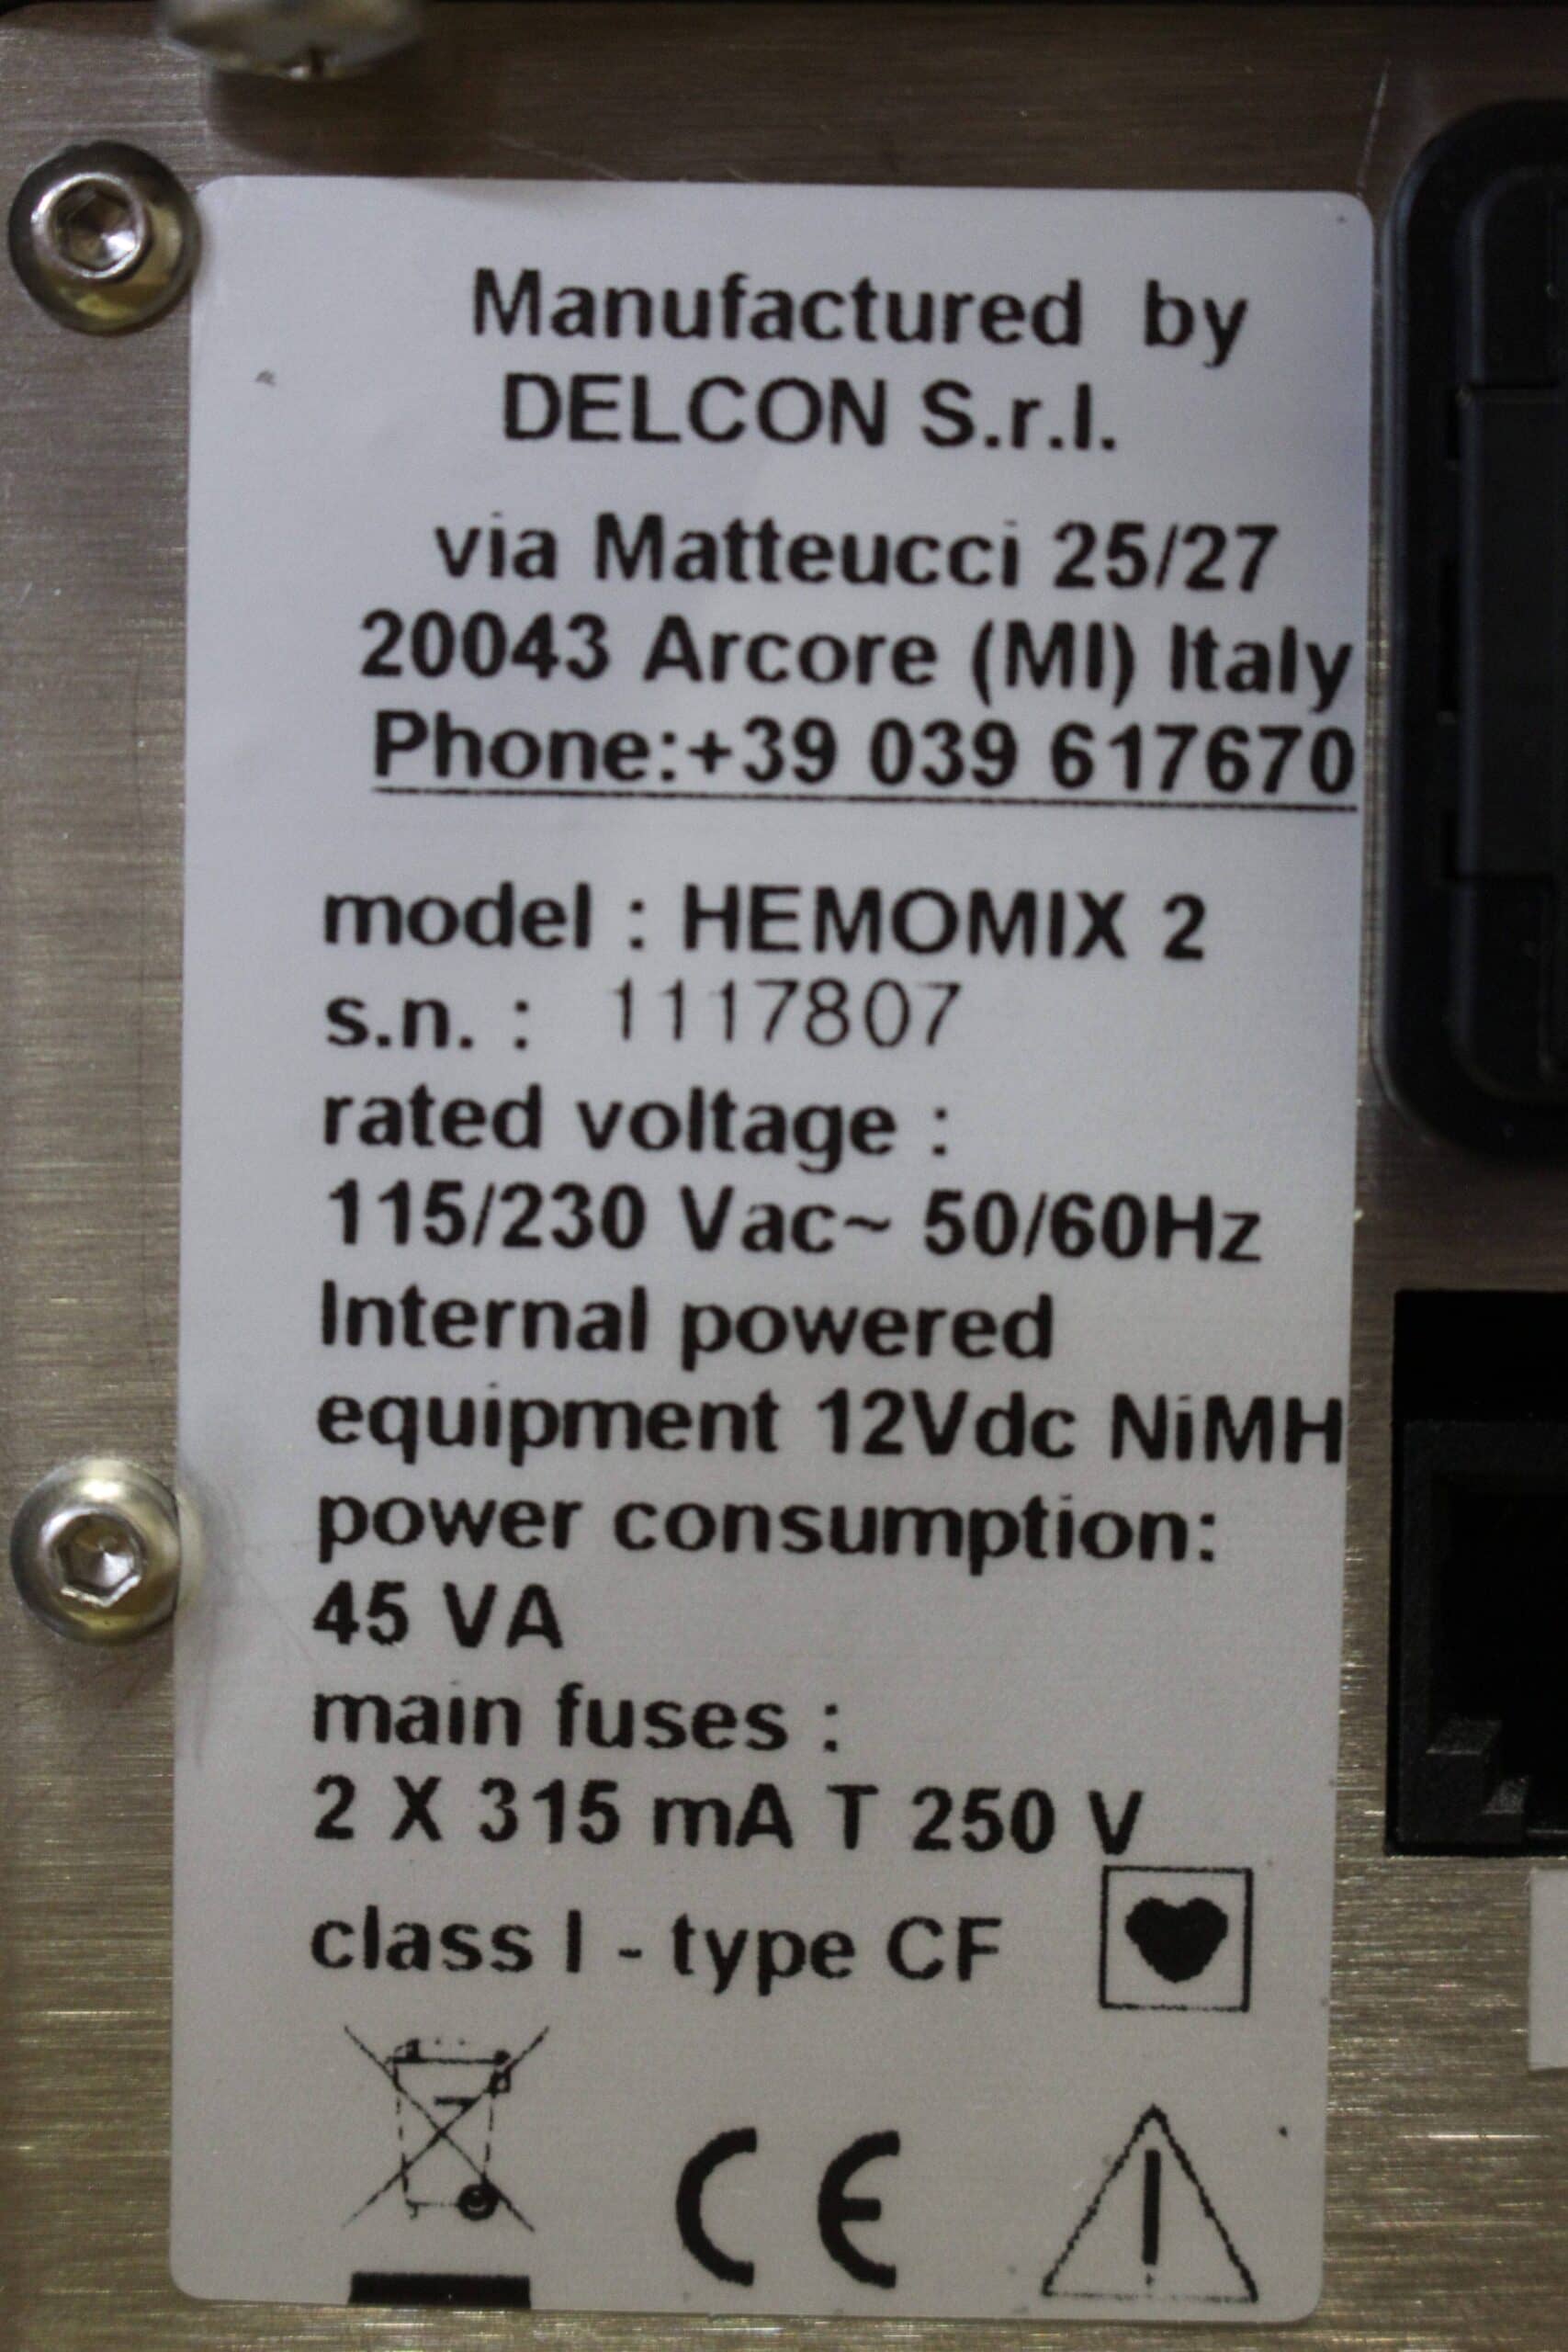 Manufactured by
DELCON S.r.l.
via Matteucci 25/27
20043 Arcore (MI) Italy
Phone:+39 039 617670
model : HEMOMIX 2
s.n. : 1117807
rated voltage :
115/230 Vac~ 50/60Hz
Internal powered
equipment 12Vdc NiMH
power consumption:
45 VA
main fuses :
2 X 315 mA T 250 V
class I - type CF
CE